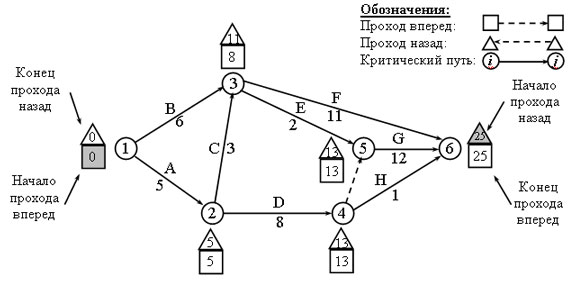 Обозначения:
Проход вперед:
Проход назад:
Критический путь: i j
Конец
прохода
назад
Начало
прохода
вперед
Начало
прохода
назад
Конец
прохода
вперед
11
8
3
F
11
E
2
B
6
0
0
1
C 3
A
5
13
13
5
G
12
6
25
25
H
1
2
D
8
4
5
5
13
13